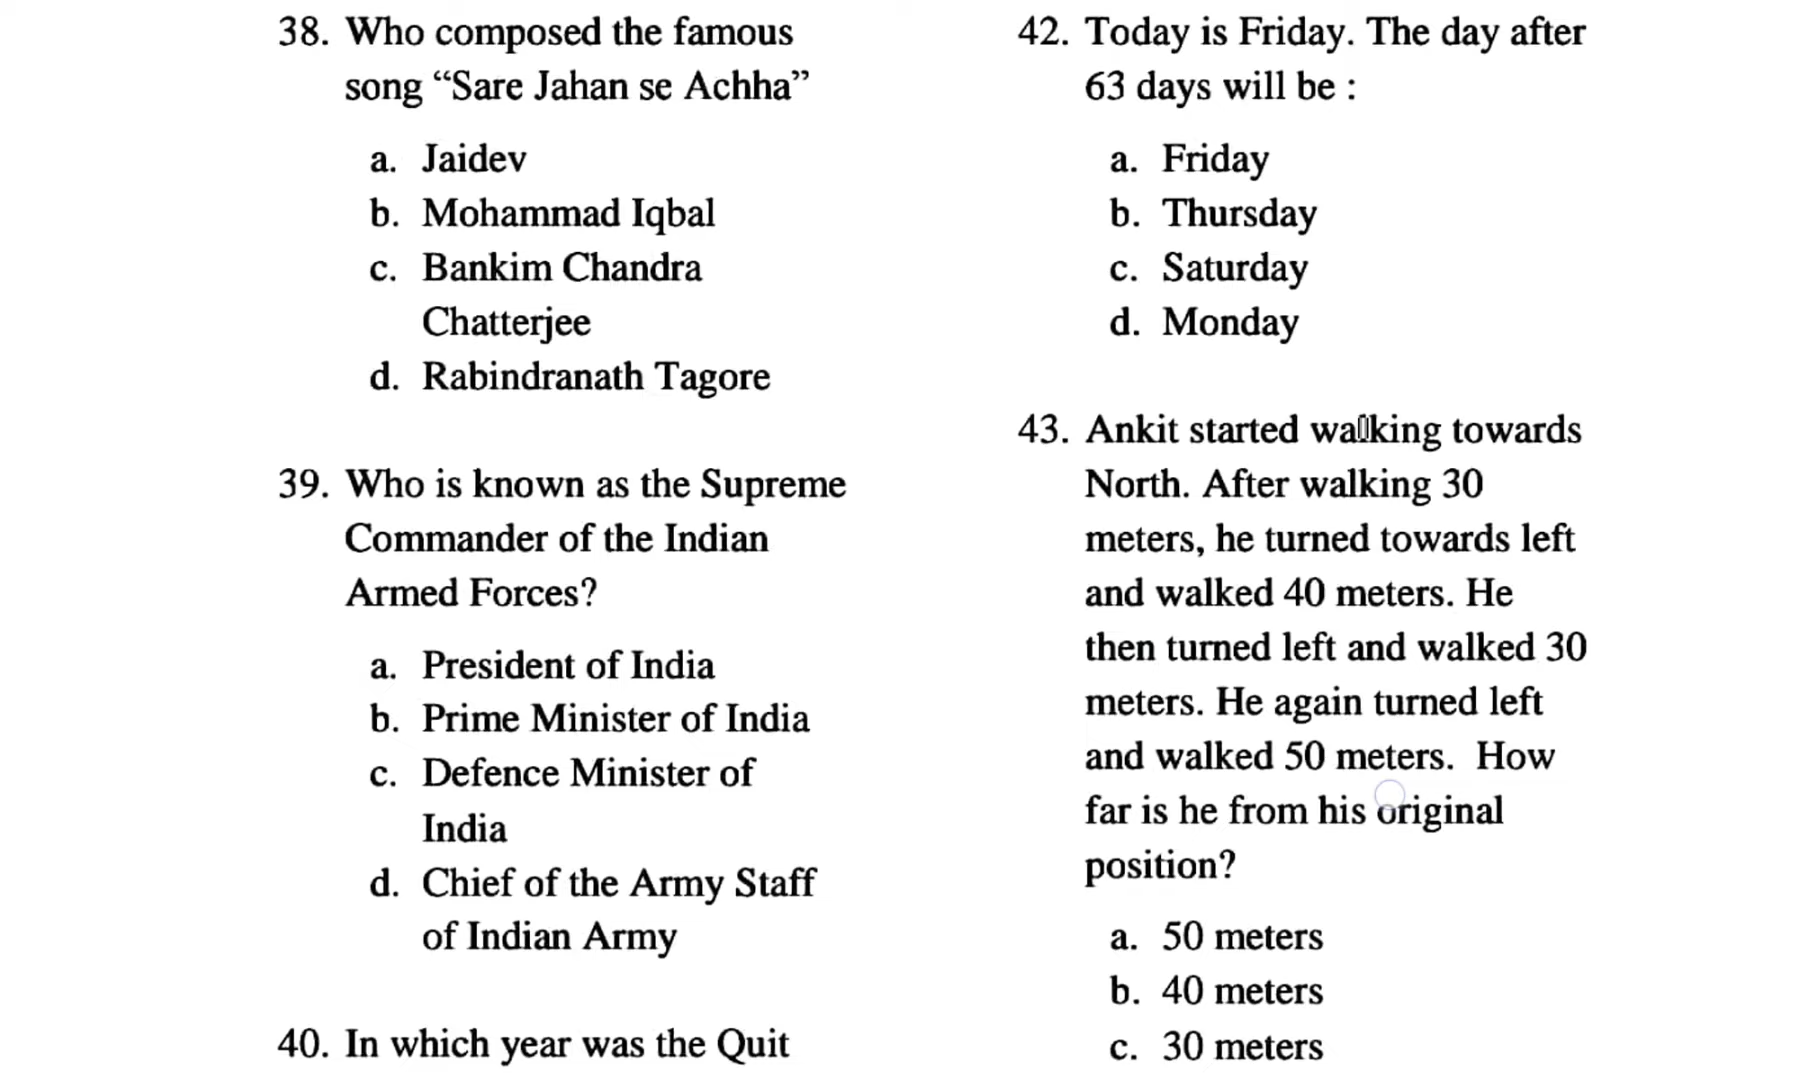 38. Who composed the famous
song “Sare Jahan se Achha”
a. Jaidev
b. Mohammad Iqbal
c. Bankim Chandra
Chatterjee
d. Rabindranath Tagore
39. Who is known as the Supreme
Commander of the Indian
Armed Forces?
a. President of India
b. Prime Minister of India
c. Defence Minister of
India
d. Chief of the Army Staff
of Indian Army
40. In which year was the Quit
42. Today is Friday. The day after
63 days will be :
a. Friday
b. Thursday
c. Saturday
d. Monday
43. Ankit started walking towards
North. After walking 30
meters, he turned towards left
and walked 40 meters. He
then turned left and walked 30
meters. He again turned left
and walked 50 meters. How
far is he from his original
position?
a. 50 meters
b. 40 meters
c. 30 meters